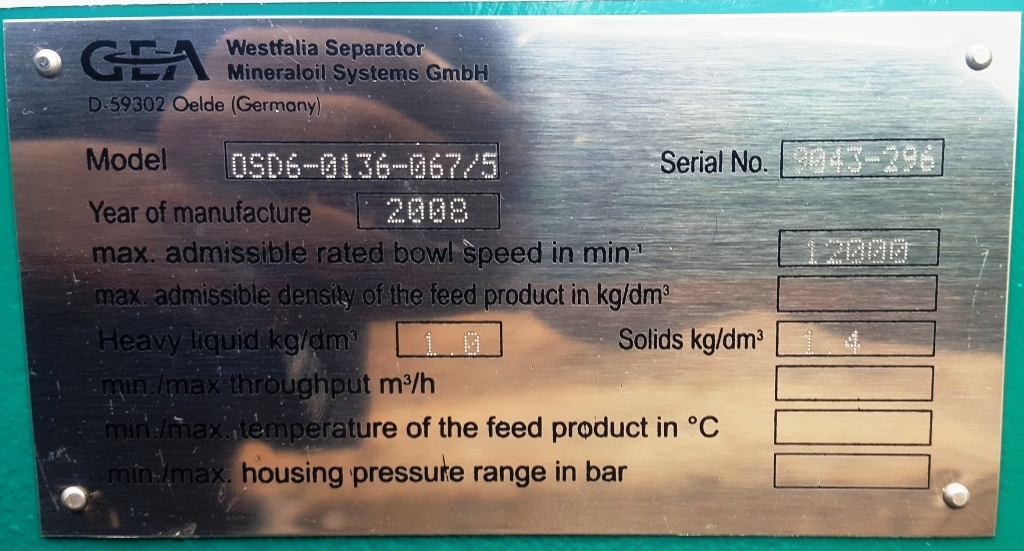 GEA Westfalia Separator
Mineraloil Systems GmbH
D-59302 Oelde (Germany)
Model OSD6-0136-067/5 Serial No. 9043-296
Year of manufacture 2008
max. admissible rated bowl speed in min-1 12000
max. admissible density of the feed product in kg/dm³
Heavy liquid kg/dm³ 1.0 Solids kg/dm³ 1.4
min./max throughput m³/h
min./max. temperature of the feed product in °C
min./max. housing pressure range in bar